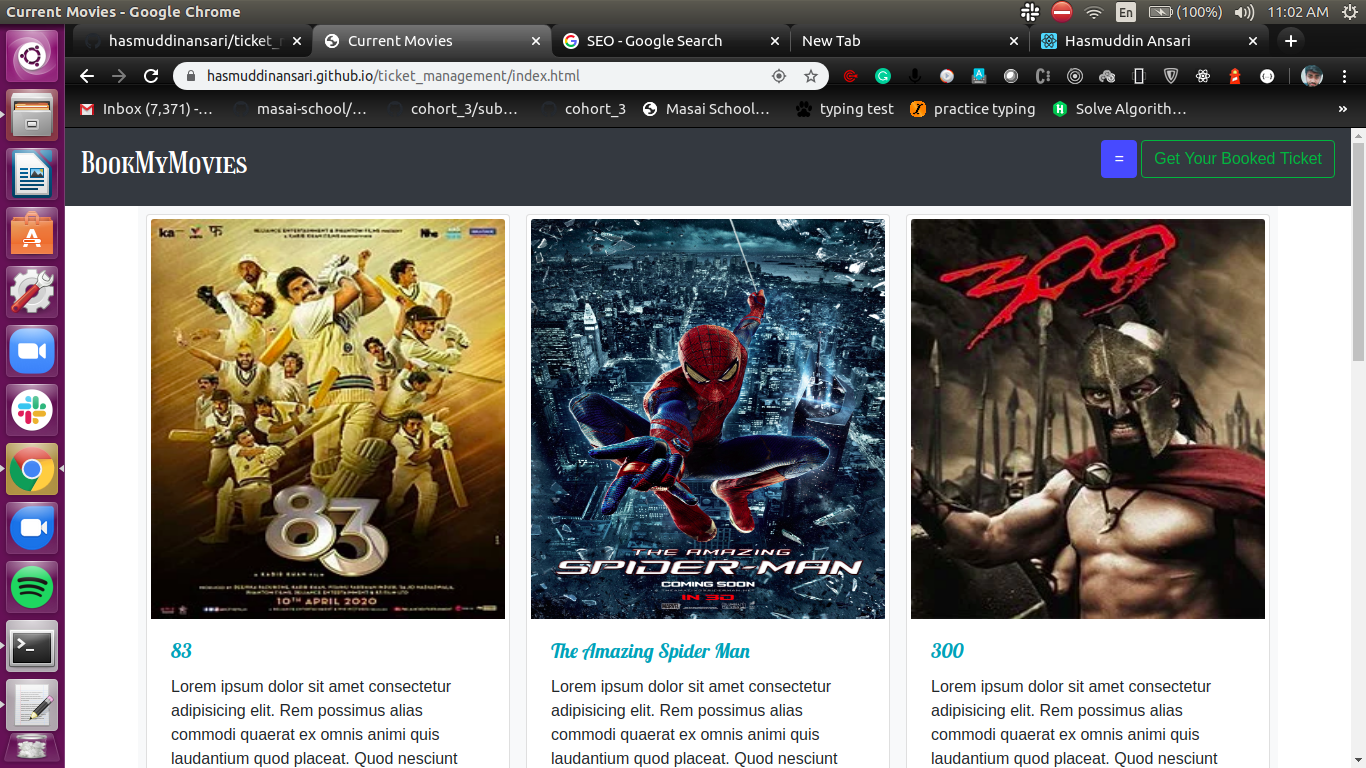 Current Movies - Google Chrome
En
(100%)
11:02 AM
hasmuddinansari/ticket_r
Current Movies
SEO - Google Search
New Tab
Hasmuddin Ansari
hasmuddinansari.github.io/ticket_management/index.html
Inbox (7,371) -…
masai-school/…
cohort_3/sub…
cohort_3
Masai School…
typing test
practice typing
Solve Algorith…
»
BookMyMovies
=
Get Your Booked Ticket
83
A KABIR KHAN FILM
10TH APRIL 2020
THE AMAZING
SPIDER-MAN
COMING SOON
IN 3D
300
83
The Amazing Spider Man
300
Lorem ipsum dolor sit amet consectetur
adipisicing elit. Rem possimus alias
commodi quaerat ex omnis animi quis
laudantium quod placeat. Quod nesciunt
Lorem ipsum dolor sit amet consectetur
adipisicing elit. Rem possimus alias
commodi quaerat ex omnis animi quis
laudantium quod placeat. Quod nesciunt
Lorem ipsum dolor sit amet consectetur
adipisicing elit. Rem possimus alias
commodi quaerat ex omnis animi quis
laudantium quod placeat. Quod nesciunt